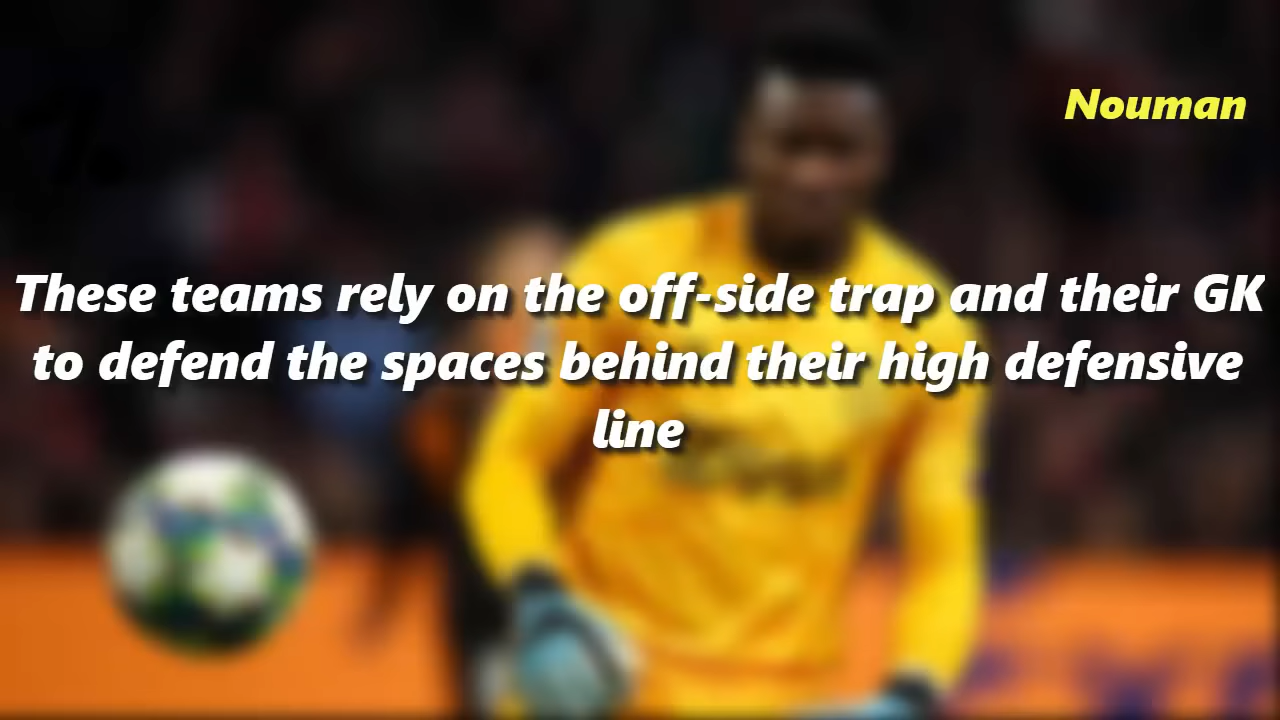 Nouman
These teams rely on the off-side trap and their GK
to defend the spaces behind their high defensive
line